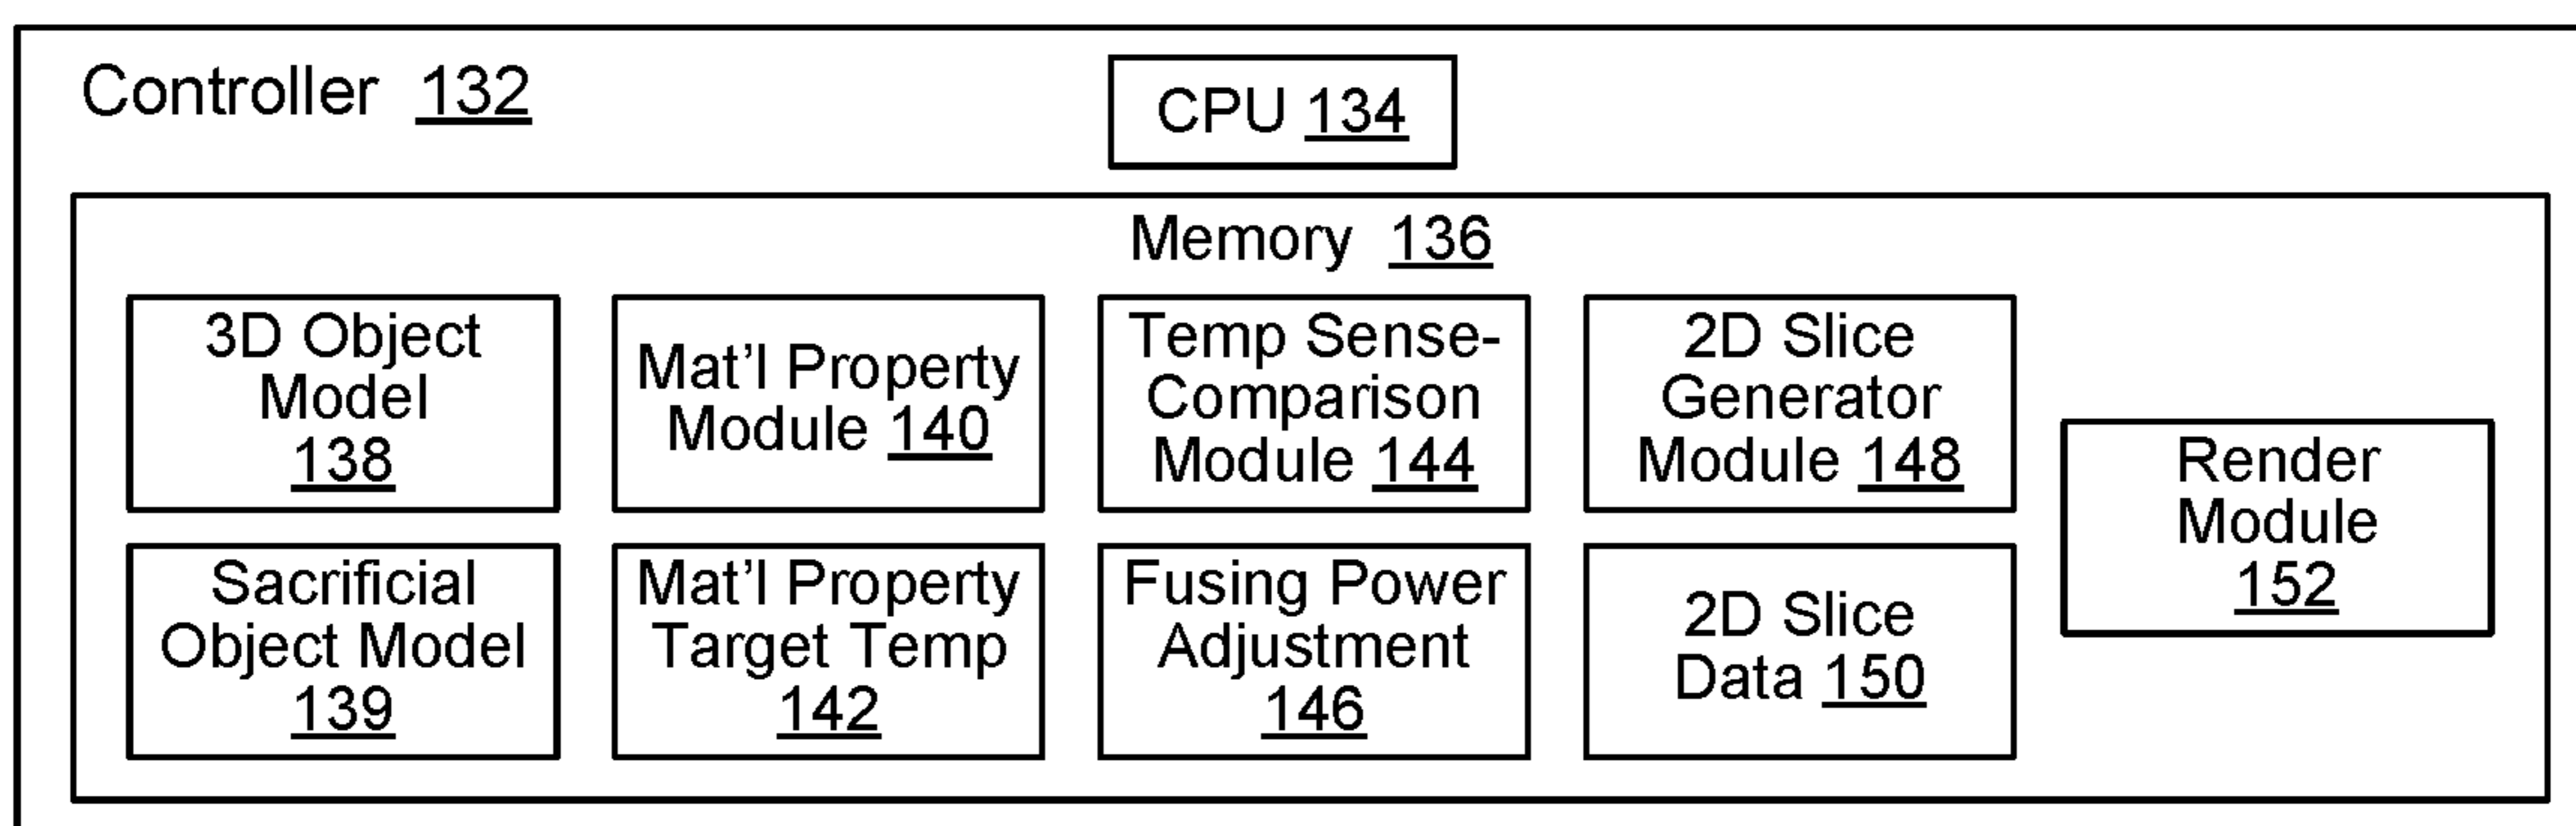 Controller 132
CPU 134
Memory 136
3D Object
Model
138
Mat'l Property
Module 140
Temp Sense-
Comparison
Module 144
2D Slice
Generator
Module 148
Render
Module
152
Sacrificial
Object Model
139
Mat'l Property
Target Temp
142
Fusing Power
Adjustment
146
2D Slice
Data 150